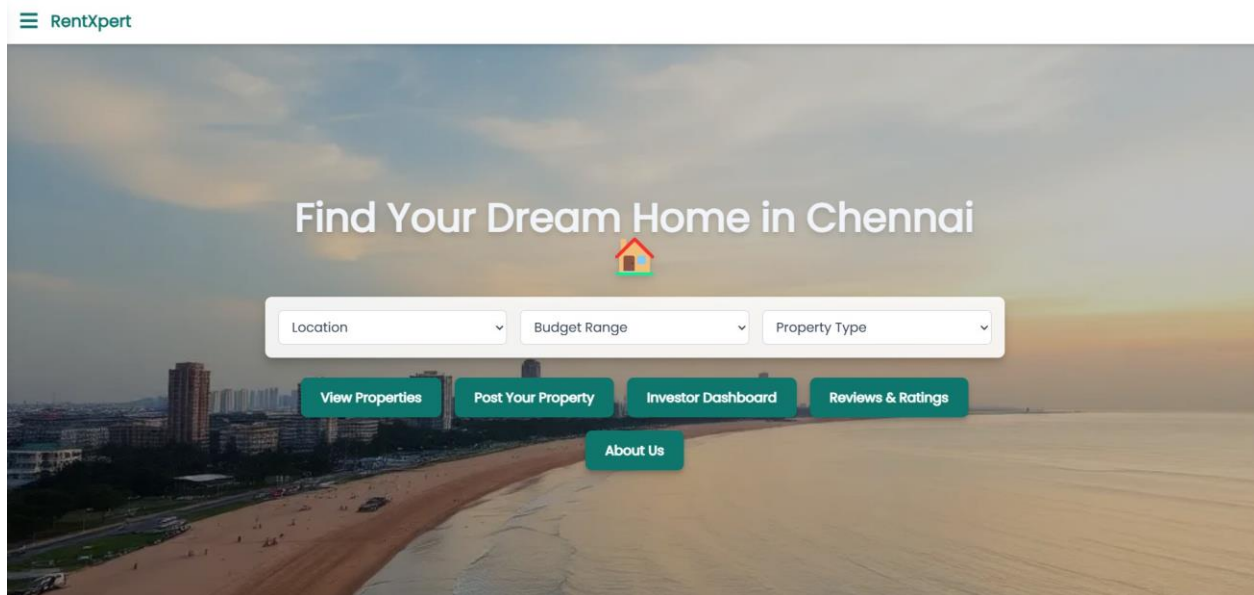 RentXpert
Find Your Dream Home in Chennai
Location Budget Range Property Type
View Properties Post Your Property Investor Dashboard Reviews & Ratings
About Us